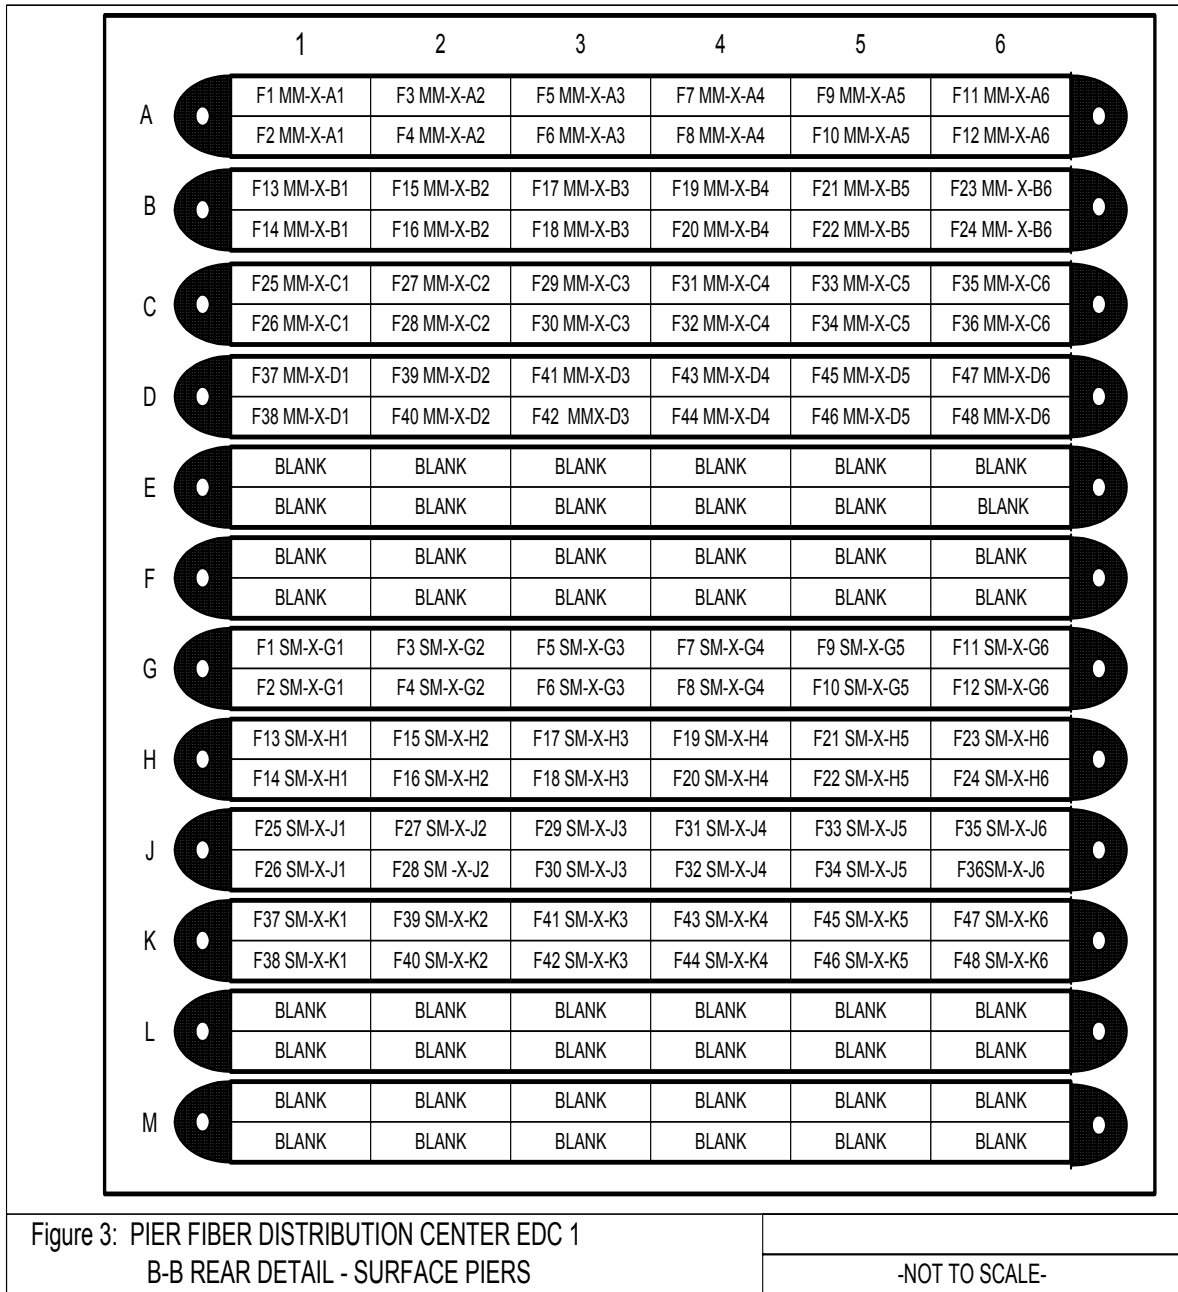 1 2 3 4 5 6
A
F1 MM-X-A1 F3 MM-X-A2 F5 MM-X-A3 F7 MM-X-A4 F9 MM-X-A5 F11 MM-X-A6
F2 MM-X-A1 F4 MM-X-A2 F6 MM-X-A3 F8 MM-X-A4 F10 MM-X-A5 F12 MM-X-A6
B
F13 MM-X-B1 F15 MM-X-B2 F17 MM-X-B3 F19 MM-X-B4 F21 MM-X-B5 F23 MM- X-B6
F14 MM-X-B1 F16 MM-X-B2 F18 MM-X-B3 F20 MM-X-B4 F22 MM-X-B5 F24 MM- X-B6
C
F25 MM-X-C1 F27 MM-X-C2 F29 MM-X-C3 F31 MM-X-C4 F33 MM-X-C5 F35 MM-X-C6
F26 MM-X-C1 F28 MM-X-C2 F30 MM-X-C3 F32 MM-X-C4 F34 MM-X-C5 F36 MM-X-C6
D
F37 MM-X-D1 F39 MM-X-D2 F41 MM-X-D3 F43 MM-X-D4 F45 MM-X-D5 F47 MM-X-D6
F38 MM-X-D1 F40 MM-X-D2 F42 MMX-D3 F44 MM-X-D4 F46 MM-X-D5 F48 MM-X-D6
E
BLANK BLANK BLANK BLANK BLANK BLANK
BLANK BLANK BLANK BLANK BLANK BLANK
F
BLANK BLANK BLANK BLANK BLANK BLANK
BLANK BLANK BLANK BLANK BLANK BLANK
G
F1 SM-X-G1 F3 SM-X-G2 F5 SM-X-G3 F7 SM-X-G4 F9 SM-X-G5 F11 SM-X-G6
F2 SM-X-G1 F4 SM-X-G2 F6 SM-X-G3 F8 SM-X-G4 F10 SM-X-G5 F12 SM-X-G6
H
F13 SM-X-H1 F15 SM-X-H2 F17 SM-X-H3 F19 SM-X-H4 F21 SM-X-H5 F23 SM-X-H6
F14 SM-X-H1 F16 SM-X-H2 F18 SM-X-H3 F20 SM-X-H4 F22 SM-X-H5 F24 SM-X-H6
J
F25 SM-X-J1 F27 SM-X-J2 F29 SM-X-J3 F31 SM-X-J4 F33 SM-X-J5 F35 SM-X-J6
F26 SM-X-J1 F28 SM -X-J2 F30 SM-X-J3 F32 SM-X-J4 F34 SM-X-J5 F36SM-X-J6
K
F37 SM-X-K1 F39 SM-X-K2 F41 SM-X-K3 F43 SM-X-K4 F45 SM-X-K5 F47 SM-X-K6
F38 SM-X-K1 F40 SM-X-K2 F42 SM-X-K3 F44 SM-X-K4 F46 SM-X-K5 F48 SM-X-K6
L
BLANK BLANK BLANK BLANK BLANK BLANK
BLANK BLANK BLANK BLANK BLANK BLANK
M
BLANK BLANK BLANK BLANK BLANK BLANK
BLANK BLANK BLANK BLANK BLANK BLANK
Figure 3: PIER FIBER DISTRIBUTION CENTER EDC 1
B-B REAR DETAIL - SURFACE PIERS
-NOT TO SCALE-